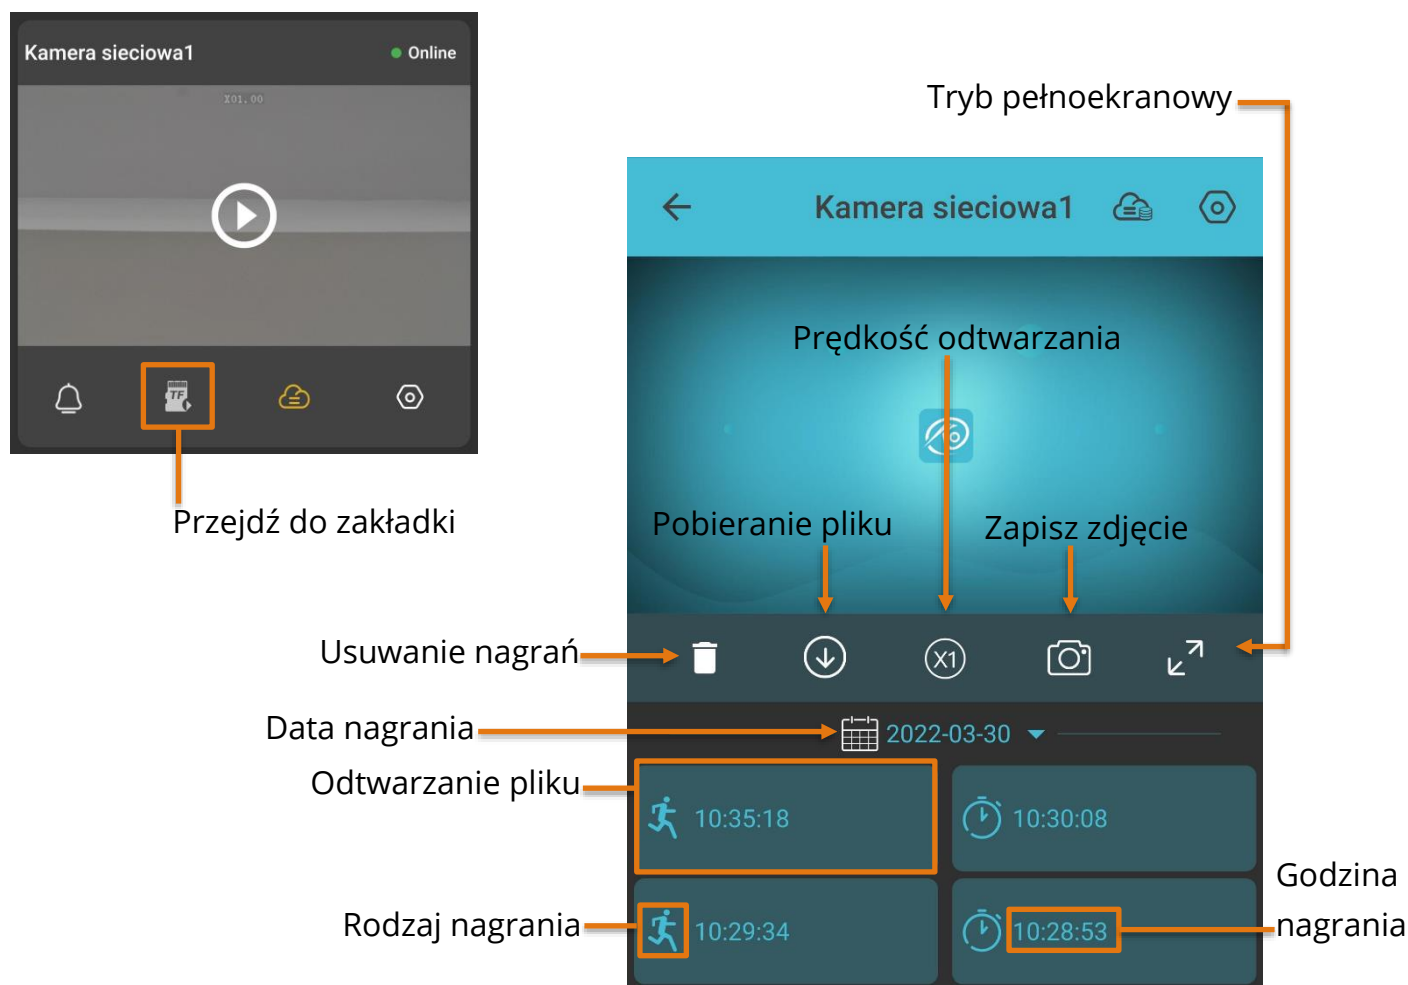 Kamera sieciowa1
Online
X01.00
TF
Przejdź do zakładki
Tryb pełnoekranowy
Kamera sieciowa1
Prędkość odtwarzania
Pobieranie pliku
Zapisz zdjęcie
Usuwanie nagrań
X1
Data nagrania
2022-03-30
Odtwarzanie pliku
10:35:18
10:30:08
Rodzaj nagrania
10:29:34
10:28:53
Godzina
nagrania